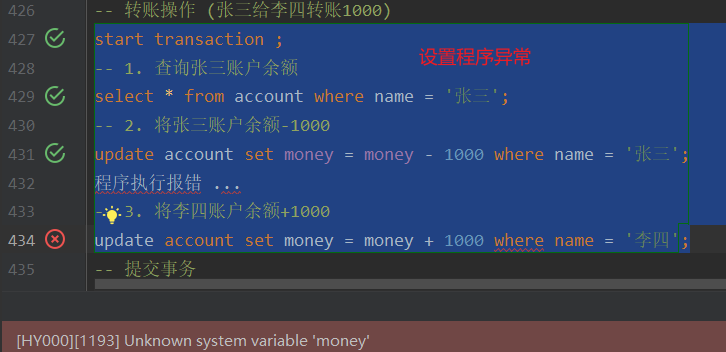 426 -- 转账操作 (张三给李四转账1000)
427 start transaction ;
设置程序异常
428 -- 1. 查询张三账户余额
429 select * from account where name = '张三';
430 -- 2. 将张三账户余额-1000
431 update account set money = money - 1000 where name = '张三';
432 程序执行报错 ...
433 - 3. 将李四账户余额+1000
434 update account set money = money + 1000 where name = '李四';
435 -- 提交事务
[HY000][1193] Unknown system variable 'money'